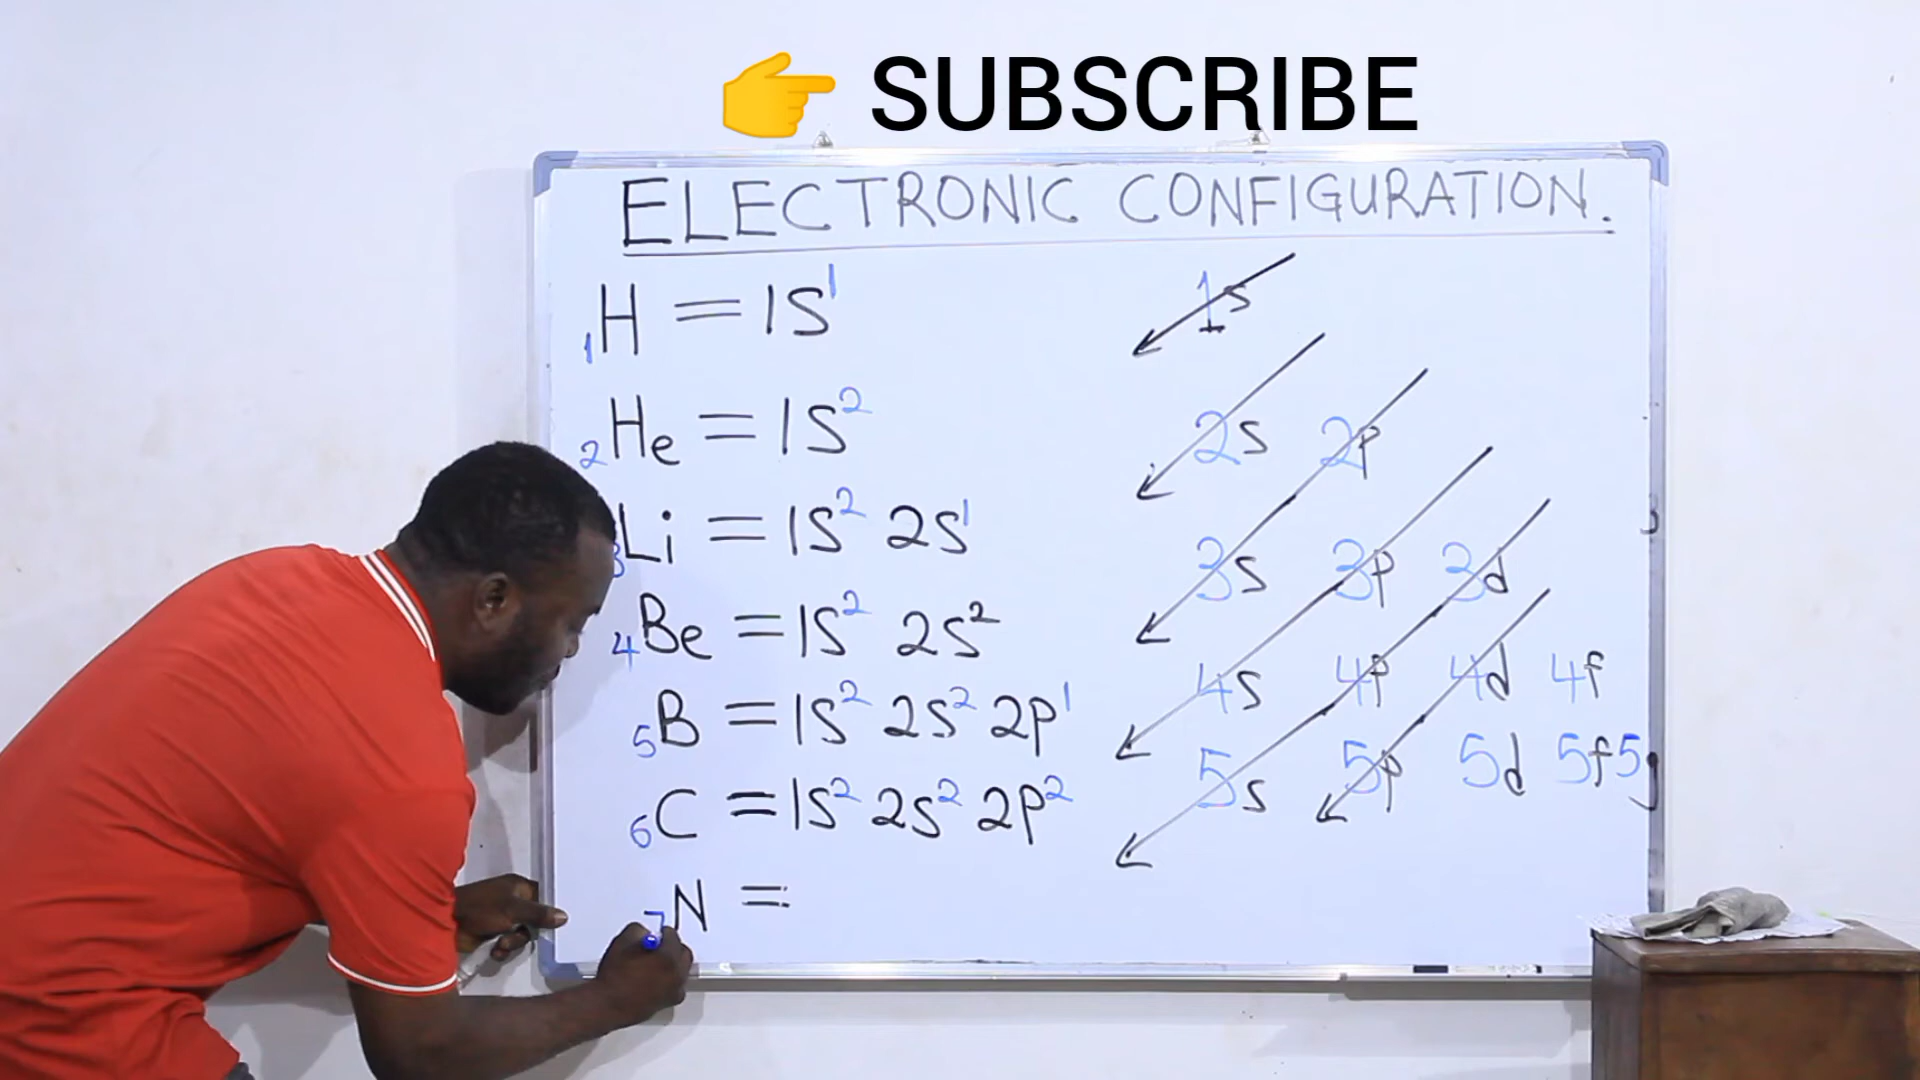 👉 SUBSCRIBE
ELECTRONIC CONFIGURATION.
₁H = 1S¹
₂He = 1S²
₃Li = 1S² 2S¹
₄Be = 1S² 2S²
₅B = 1S² 2S² 2P¹
₆C = 1S² 2S² 2P²
₇N =
1s
2s 2p
3s 3p 3d
4s 4p 4d 4f
5s 5p 5d 5f 5g